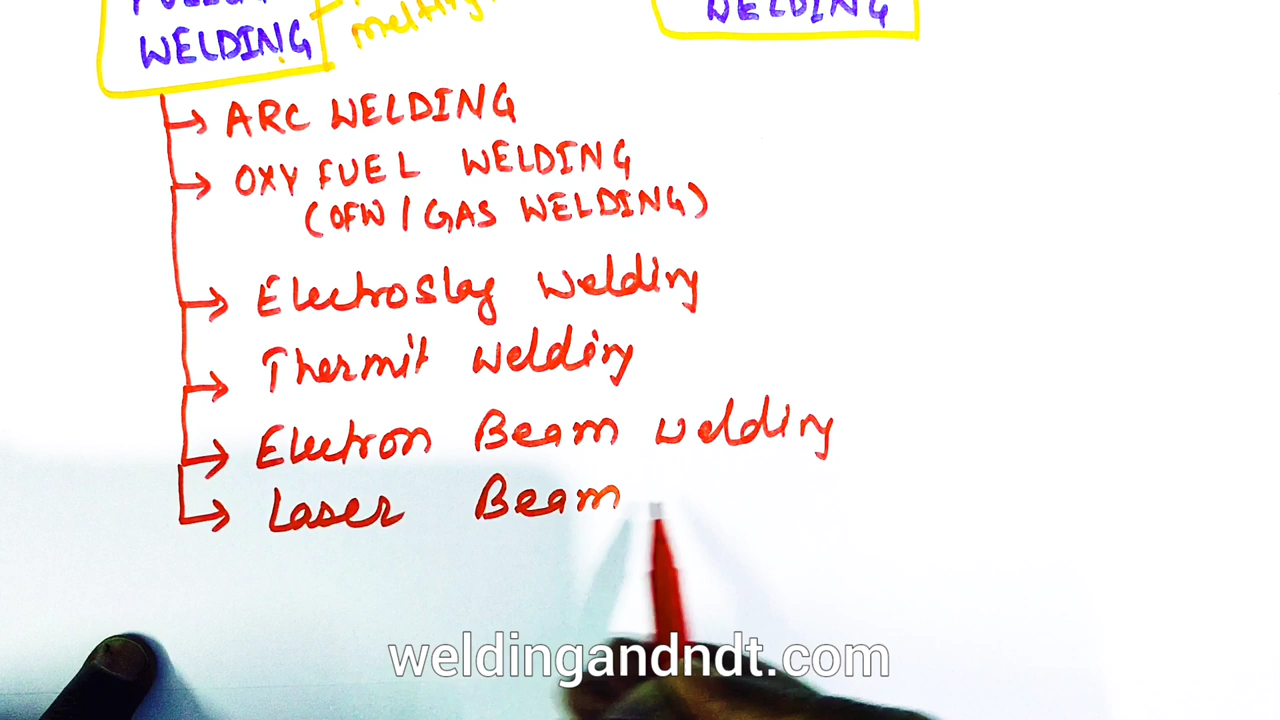 WELDING
melting
WELDING
ARC WELDING
OXY FUEL WELDING
(OFW / GAS WELDING)
Electroslag Welding
Thermit Welding
Electron Beam Welding
Laser Beam
weldingandndt.com